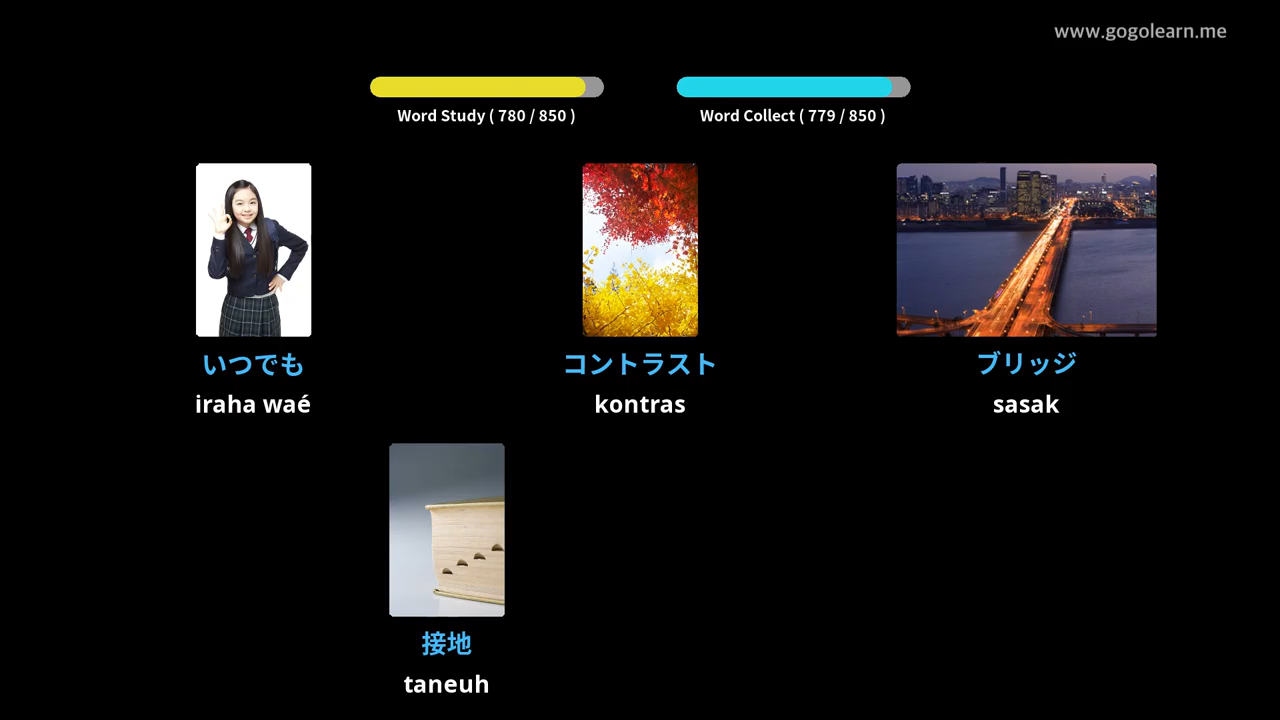 www.gogolearn.me
Word Study ( 780 / 850 )
Word Collect ( 779 / 850 )
いつでも
iraha waé
コントラスト
kontras
ブリッジ
sasak
接地
taneuh